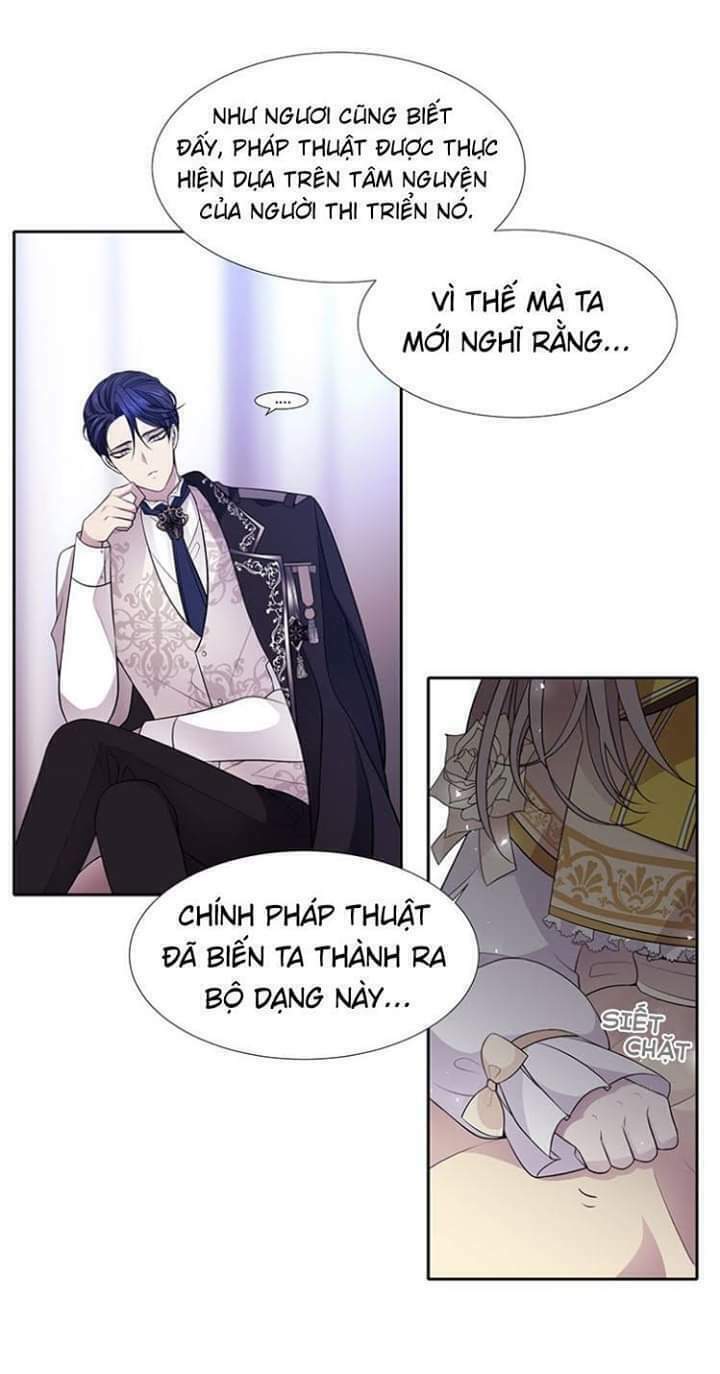 NHƯ NGƯƠI CŨNG BIẾT
ĐẤY, PHÁP THUẬT ĐƯỢC THỰC
HIỆN DỰA TRÊN TÂM NGUYỆN
CỦA NGƯỜI THI TRIỂN NÓ.
VÌ THẾ MÀ TA
MỚI NGHĨ RẰNG...
....
CHÍNH PHÁP THUẬT
ĐÃ BIẾN TA THÀNH RA
BỘ DẠNG NÀY...
SIẾT
CHẶT